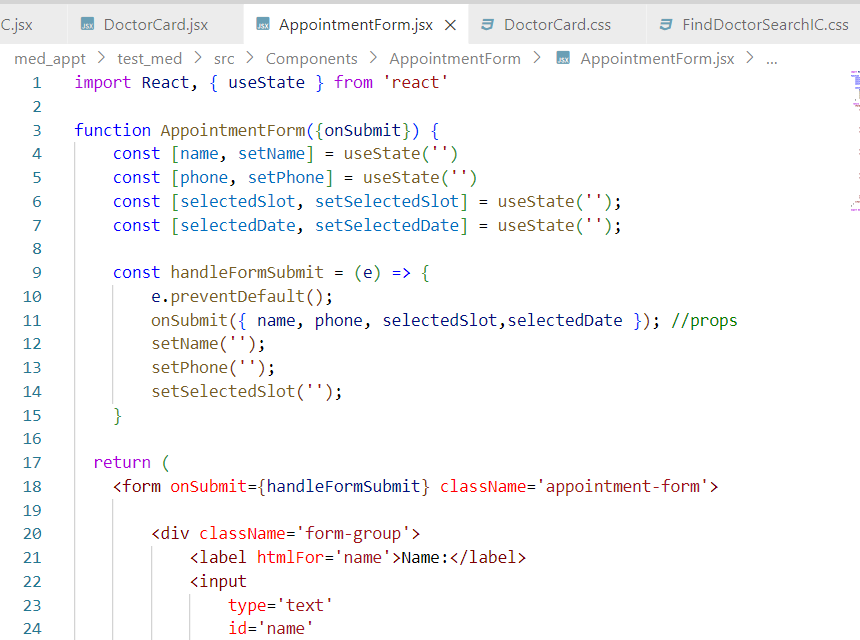 C.jsx DoctorCard.jsx AppointmentForm.jsx DoctorCard.css FindDoctorSearchIC.css
med_appt > test_med > src > Components > AppointmentForm > AppointmentForm.jsx > ...
1 import React, { useState } from 'react'
2
3 function AppointmentForm({onSubmit}) {
4 const [name, setName] = useState('')
5 const [phone, setPhone] = useState('')
6 const [selectedSlot, setSelectedSlot] = useState('');
7 const [selectedDate, setSelectedDate] = useState('');
8
9 const handleFormSubmit = (e) => {
10 e.preventDefault();
11 onSubmit({ name, phone, selectedSlot,selectedDate }); //props
12 setName('');
13 setPhone('');
14 setSelectedSlot('');
15 }
16
17 return (
18 <form onSubmit={handleFormSubmit} className='appointment-form'>
19
20 <div className='form-group'>
21 <label htmlFor='name'>Name:</label>
22 <input
23 type='text'
24 id='name'